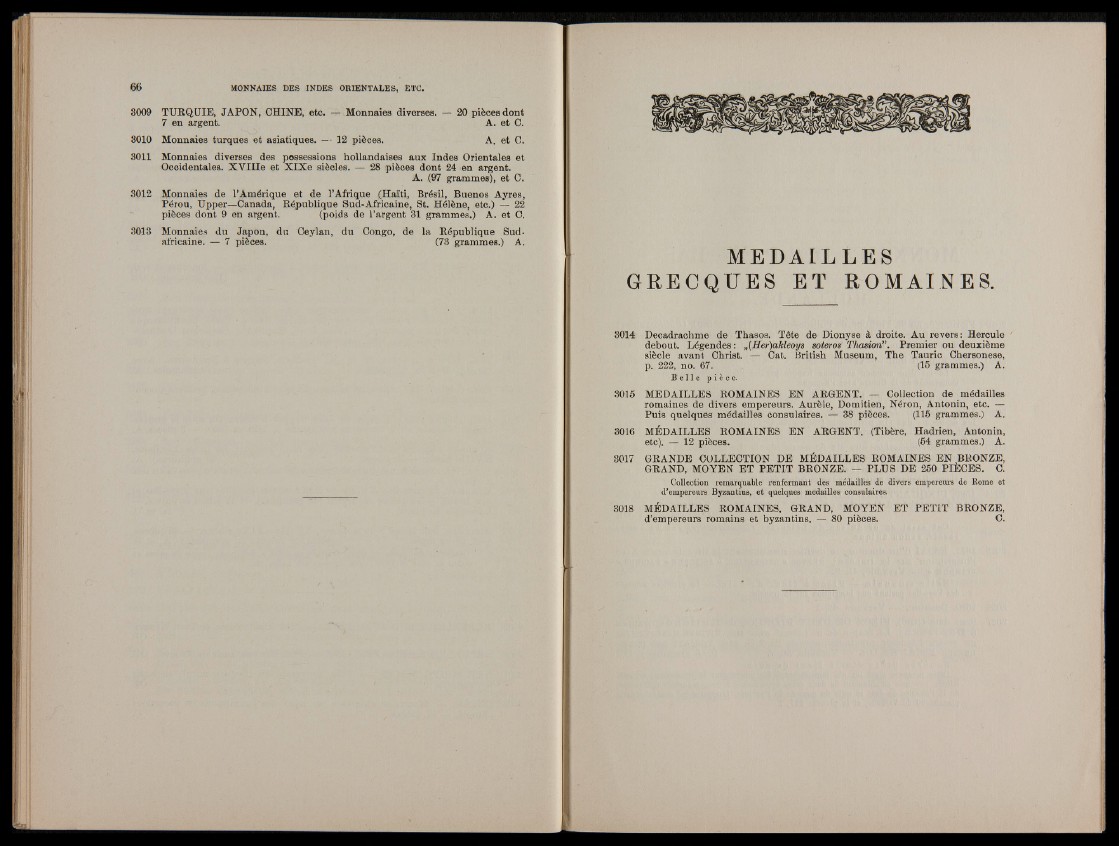 66 MONNAIES DES INDES ORIENTALES, ETC.
3009 TURQUIE, JAPON, CHINE, etc. — Monnaies diverses. — 20 pièces dont
7 en argent. A. et C.
3010 Monnaies turques et asiatiques. — 12 pièces. A. et C.
3011 Monnaies diverses des possessions hollandaises aux Indes Orientales et
Occidentales. XVIIIe et XIXe siècles. — 28 pièces dont 24 en argent.
A. (97 grammes), et C.
3012 Monnaies de l'Amérique et de l'Afrique (Haïti, Brésil, Buenos Ayres,
Pérou, Upper—Canada, République Sud-Africaine, St. Hélène, etc.) — 22
pièces dont 9 en argent. (poids de l'argent 31 grammes.) A. et C.
3013 Monnaies du Japon, du Ceylan, du Congo, de la République Sud-
africaine. — 7 pièces. (73 grammes.) A.
MEDAILLES
GRECQUES ET ROMAINES.
3014 Decadrachme de Thasos. Tête de Dionyse à droite. Au revers: Hercule
debout. Légendes: „(Her)akleoys soteros Thasion”. Premier ou deuxième
siècle avant Christ. — Cat. British Museum, The Tauric Chersonese,
p. 222, no. 67. (15 grammes.) A.
Belle pièce.
3015 MEDAILLES ROMAINES EN ARGENT. — Collection de médailles
romaines de divers empereurs. Aurèle, Domitien, Néron, Antonin, etc. —
Puis quelques médailles consulaires. — 38 pièces. (115 grammes.) A.
3016 MÉDAILLES ROMAINES EN ARGENT. (Tibère, Hadrien, Antonin,
etc). — 12 pièces. (54 grammes.) A.
3017 GRANDE COLLECTION DE MÉDAILLES ROMAINES EN BRONZE,
GRAND, MOYEN ET PETIT BRONZE. — PLUS DE 250 PIÈCES. C.
Collection remarquable renfermant des médailles de divers empereurs de Rome et
d'empereurs Byzantins, et quelques medailles consulaires.
3018 MÉDAILLES ROMAINES, GRAND, MOYEN ET PETIT BRONZE,
d'empereurs romains et byzantins. — 80 pièces. C.